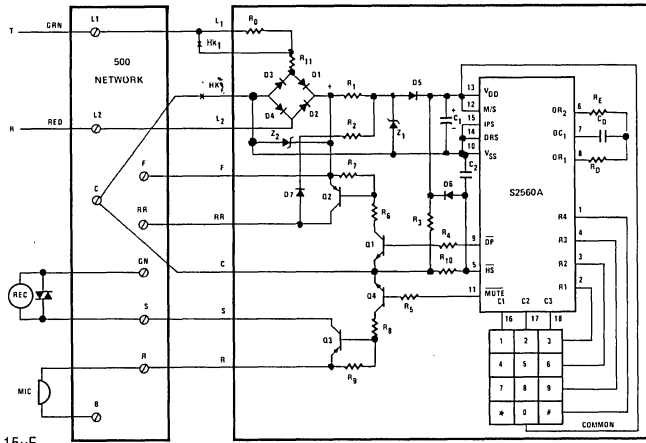 T
GRN
L1
L1
R0
HK1
R11
500
NETWORK
HK2
D3
D1
D4
D2
+
R1
D5
R2
Z1
+
C1
-
13
VDD
12
M/S
15
IPS
14
DRS
10
VSS
S2560A
OR2
6
RE
OC1
7
CD
OR1
8
RD
R
RED
L2
L2
Z2
F
F
R7
C2
D7
Q2
D6
RR
RR
R6
R3
R4
9
DP
R4
1
R3
4
C
Q1
R10
R2
3
GN
C
5
HS
R1
2
Q4
11
MUTE
REC
R5
C1
C2
C3
16
17
18
S
S
Q3
R8
1
2
3
4
5
6
R
R
R9
7
8
9
MIC
*
0
#
B
COMMON
15μF